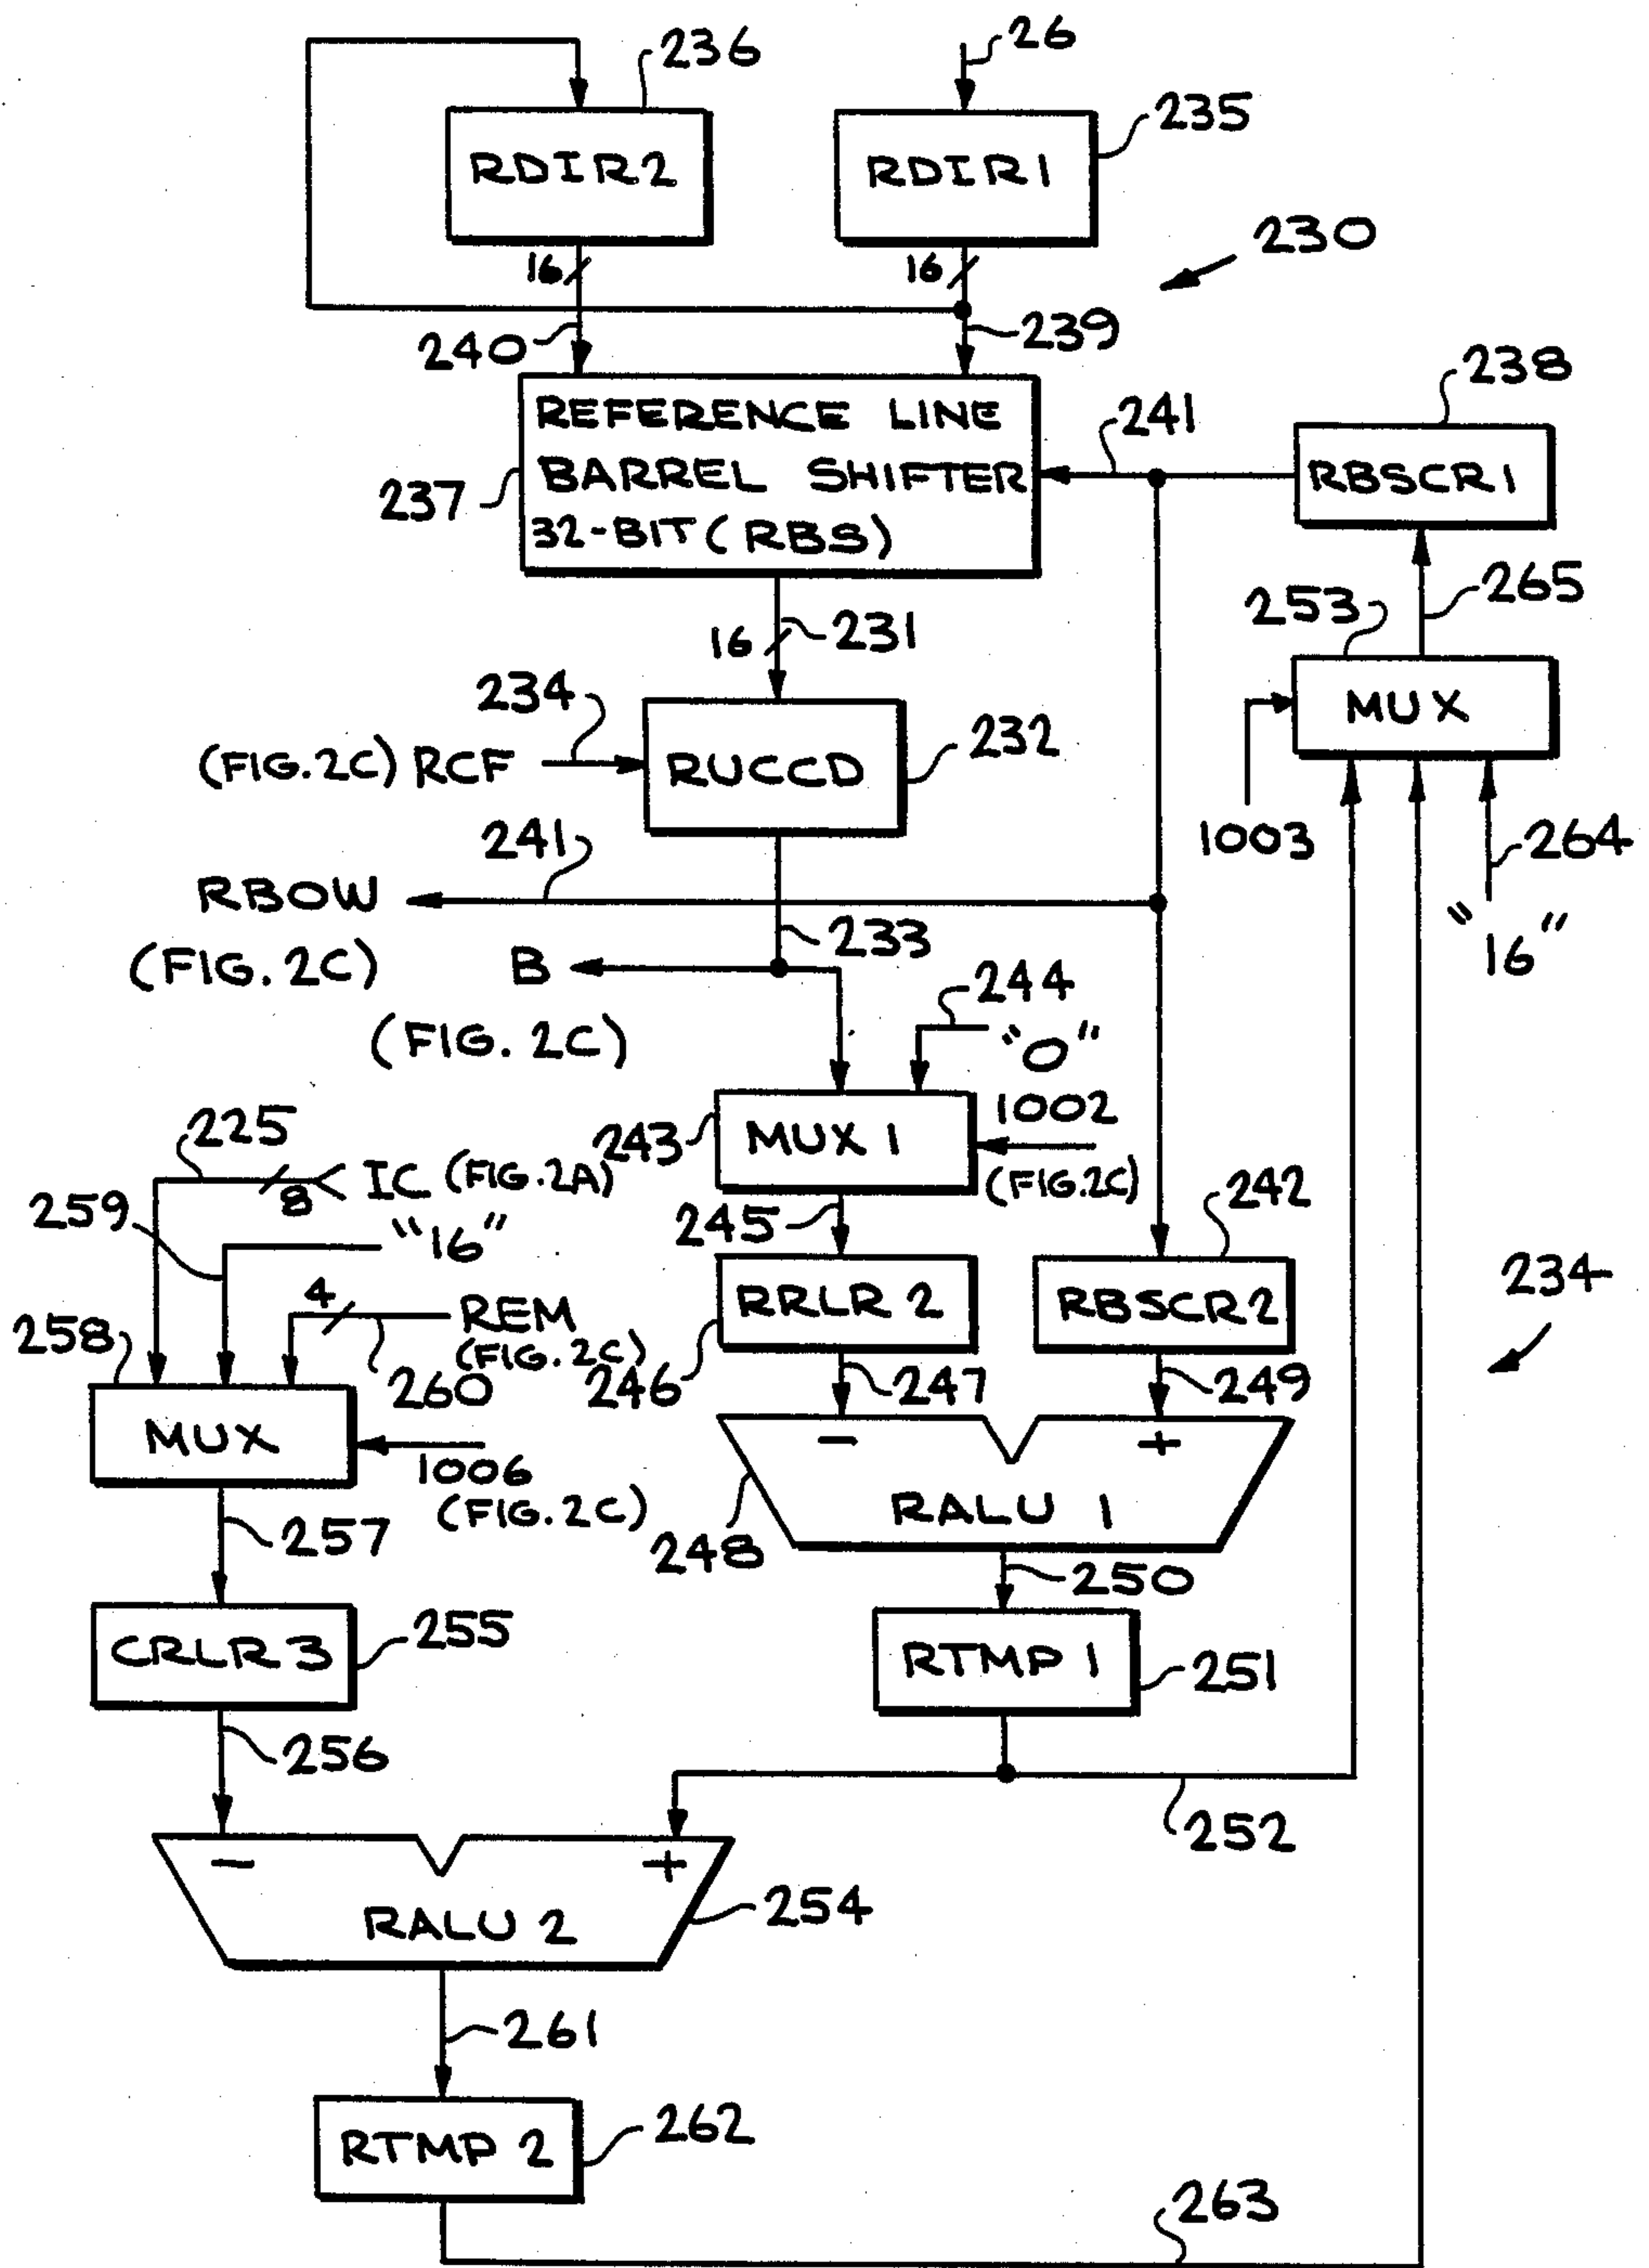 236
26
235
RDIR2
RDIR1
230
16
16
240
239
238
REFERENCE LINE
BARREL SHIFTER
32-BIT (RBS)
237
241
RBSCR1
16
231
253
265
234
(FIG. 2C) RCF
RUCCD
232
MUX
1003
264
"16"
241
RBOW
(FIG. 2C)
233
B
(FIG. 2C)
244
"0"
243
MUX 1
1002
(FIG.2C)
225
8
IC (FIG.2A)
259
"16"
245
242
4
REM
(FIG. 2C)
260
258
246
RRLR 2
RBSCR2
234
247
249
MUX
1006
(FIG. 2C)
- +
RALU 1
248
257
250
CRLR 3
255
RTMP 1
251
256
252
- +
RALU 2
254
261
RTMP 2
262
263